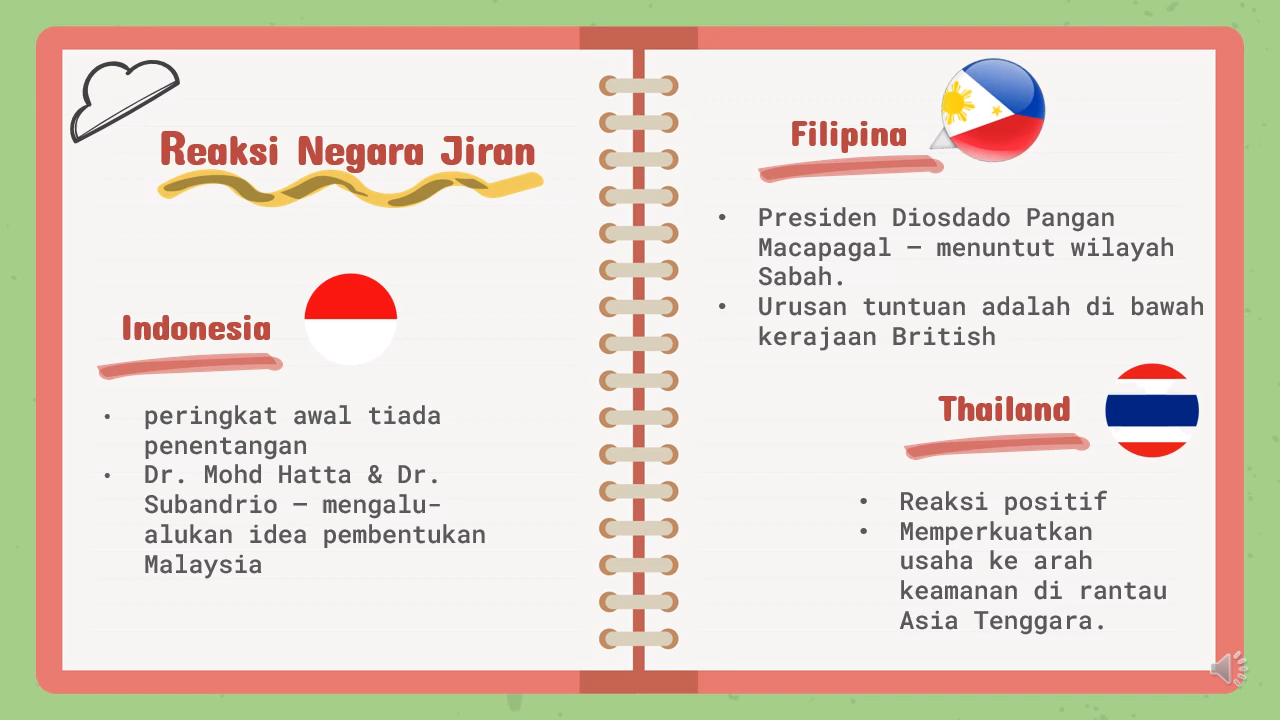 Reaksi Negara Jiran
Indonesia
• peringkat awal tiada
penentangan
• Dr. Mohd Hatta & Dr.
Subandrio – mengalu-
alukan idea pembentukan
Malaysia
Filipina
• Presiden Diosdado Pangan
Macapagal – menuntut wilayah
Sabah.
• Urusan tuntuan adalah di bawah
kerajaan British
Thailand
• Reaksi positif
• Memperkuatkan
usaha ke arah
keamanan di rantau
Asia Tenggara.